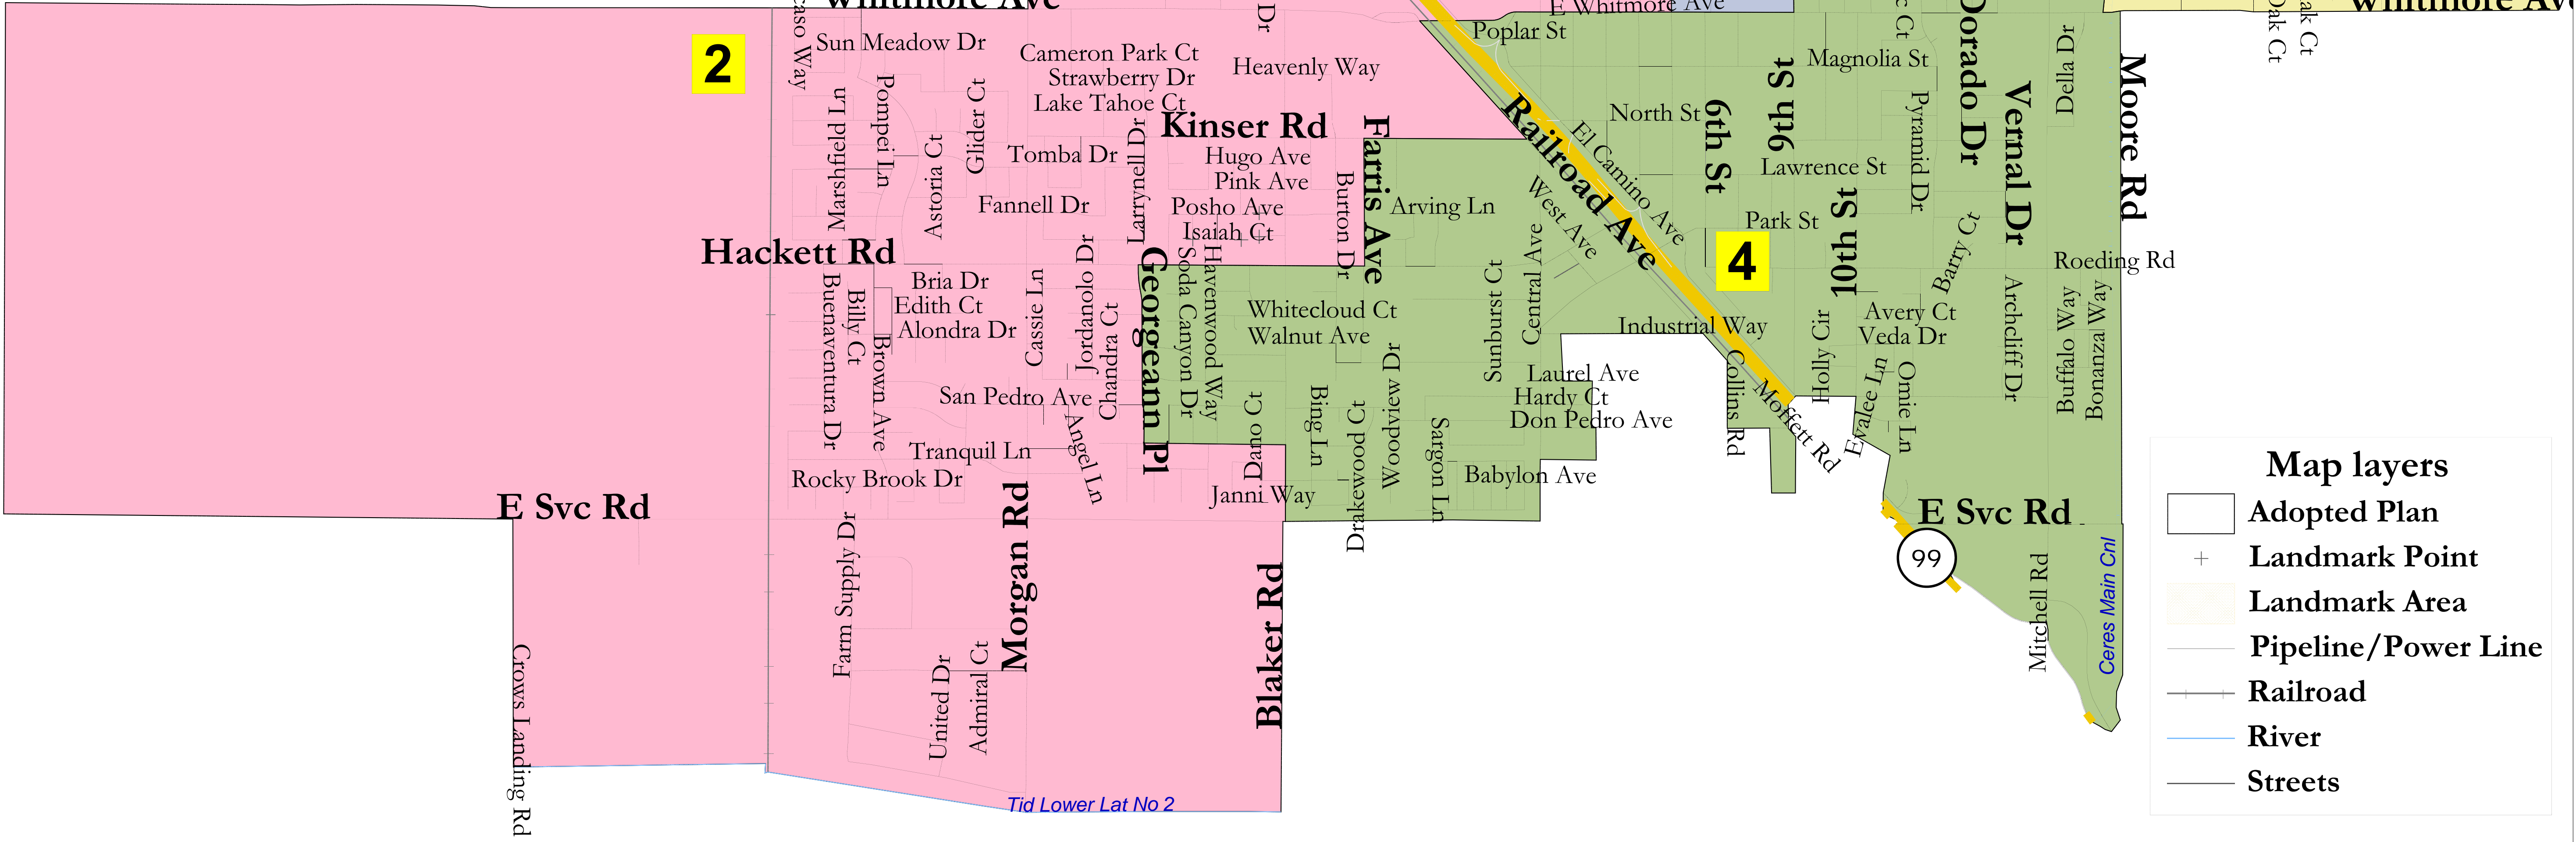 Whitmore Ave
E Whitmore Ave
Whitmore Av
2
caso Way
Sun Meadow Dr
Cameron Park Ct
Strawberry Dr
Lake Tahoe Ct
Dr
Heavenly Way
Poplar St
c Ct
Magnolia St
Dorado Dr
Della Dr
Moore Rd
Oak Ct
ak Ct
Marshfield Ln
Pompei Ln
Glider Ct
Astoria Ct
Tomba Dr
Larrynell Dr
Kinser Rd
Hugo Ave
Pink Ave
Posho Ave
Isaiah Ct
Burton Dr
Farris Ave
Arving Ln
Railroad Ave
El Camino Ave
West Ave
North St
6th St
9th St
Lawrence St
Park St
10th St
Pyramid Dr
Vernal Dr
Barry Ct
Roeding Rd
Fannell Dr
Hackett Rd
4
Bria Dr
Edith Ct
Alondra Dr
Buenaventura Dr
Billy Ct
Brown Ave
Cassie Ln
Jordanolo Dr
Chandra Ct
Georgeann Pl
Soda Canyon Dr
Havenwood Way
Whitecloud Ct
Walnut Ave
Sunburst Ct
Central Ave
Industrial Way
Collins Rd
Moffett Rd
Holly Cir
Avery Ct
Veda Dr
Evalee Ln
Omie Ln
Archcliff Dr
Buffalo Way
Bonanza Way
Laurel Ave
Hardy Ct
Don Pedro Ave
San Pedro Ave
Angel Ln
Tranquil Ln
Rocky Brook Dr
Dano Ct
Janni Way
Bing Ln
Drakewood Ct
Woodview Dr
Saragon Ln
Babylon Ave
E Svc Rd
E Svc Rd
99
Farm Supply Dr
Morgan Rd
Blaker Rd
United Dr
Admiral Ct
Crows Landing Rd
Tid Lower Lat No 2
Mitchell Rd
Ceres Main Cnl
Map layers
Adopted Plan
Landmark Point
Landmark Area
Pipeline/Power Line
Railroad
River
Streets